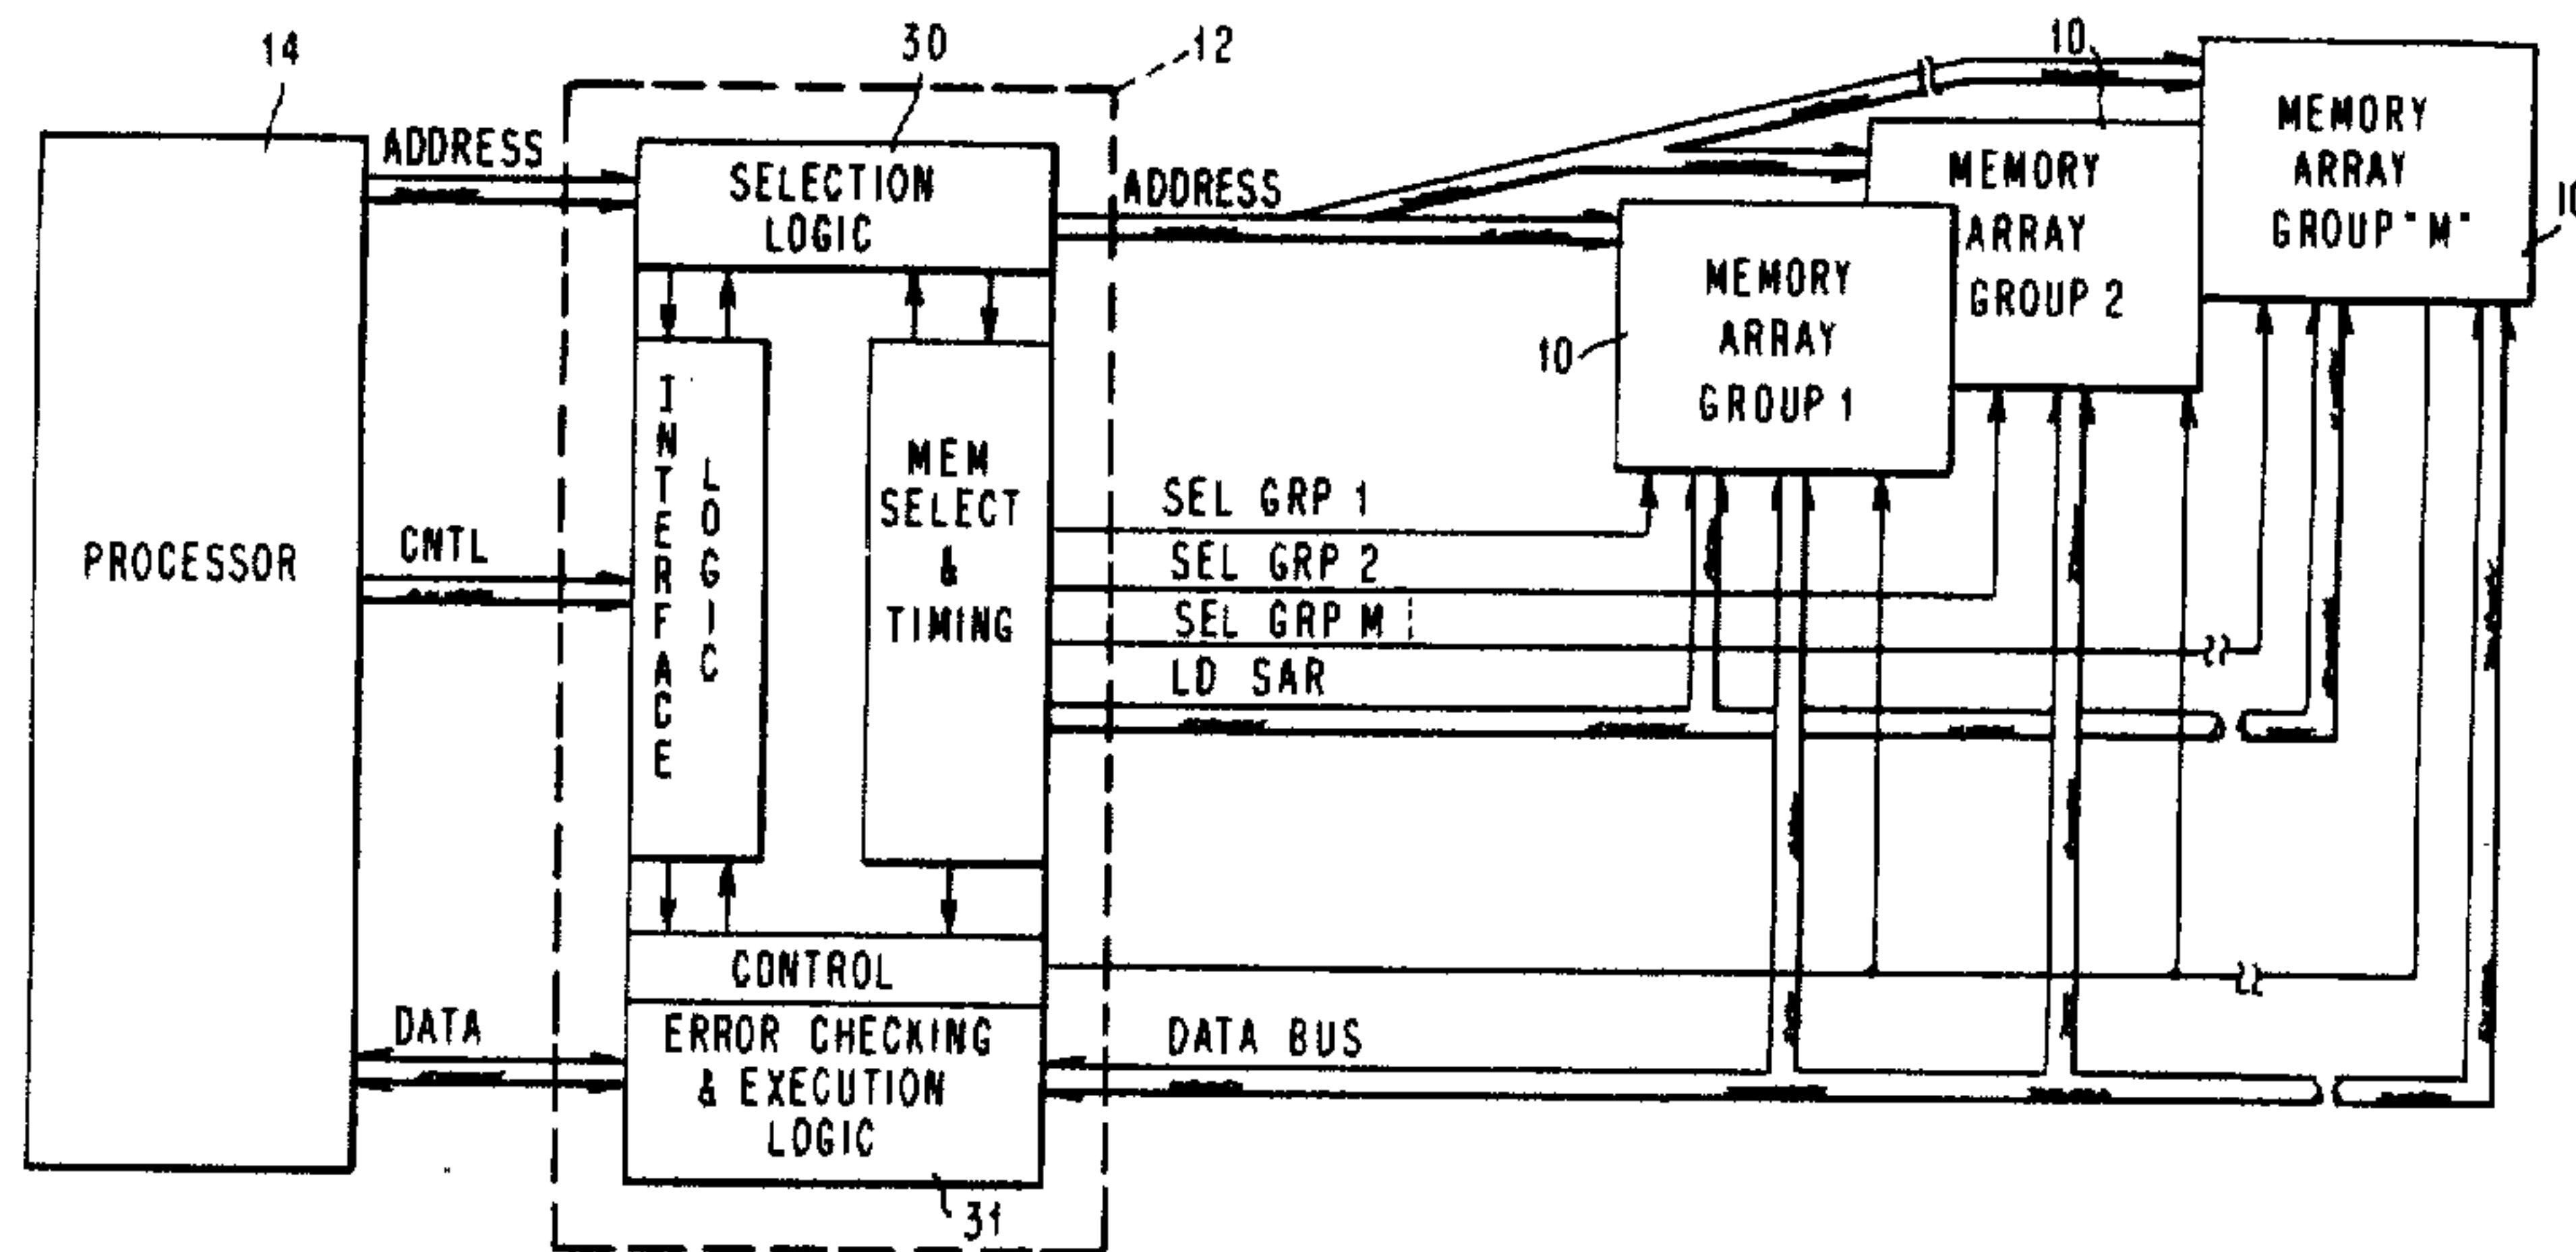 14
30
12
10
ADDRESS
SELECTION
LOGIC
ADDRESS
MEMORY
ARRAY
GROUP "M"
10
MEMORY
ARRAY
GROUP 2
MEMORY
ARRAY
GROUP 1
10
PROCESSOR
CNTL
INTERFACE
LOGIC
MEM
SELECT
&
TIMING
SEL GRP 1
SEL GRP 2
SEL GRP M
LD SAR
CONTROL
DATA
ERROR CHECKING
& EXECUTION
LOGIC
DATA BUS
31